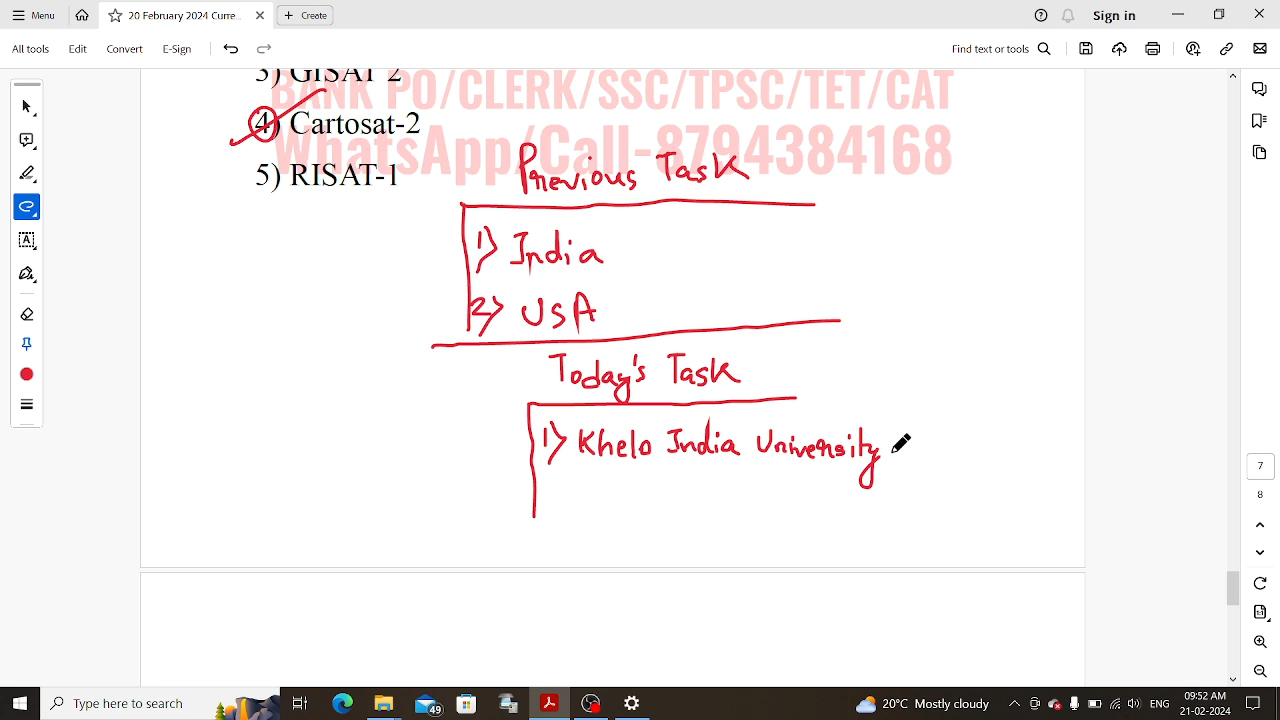 Menu
20 February 2024 Curre...
Create
Sign in
All tools
Edit
Convert
E-Sign
Find text or tools
3) GISAT 2
BANK PO/CLERK/SSC/TPSC/TET/CAT
4) Cartosat-2
WhatsApp/Call-8794384168
5) RISAT-1
Previous Task
1) India
2) USA
Today's Task
1) Khelo India University
7
8
Type here to search
49
20°C Mostly cloudy
ENG
09:52 AM
21-02-2024